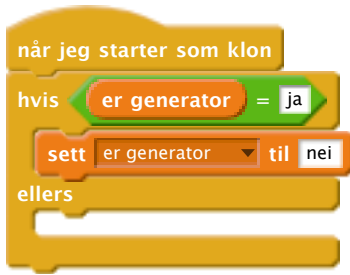 når jeg starter som klon
hvis er generator = ja
sett er generator til nei
ellers